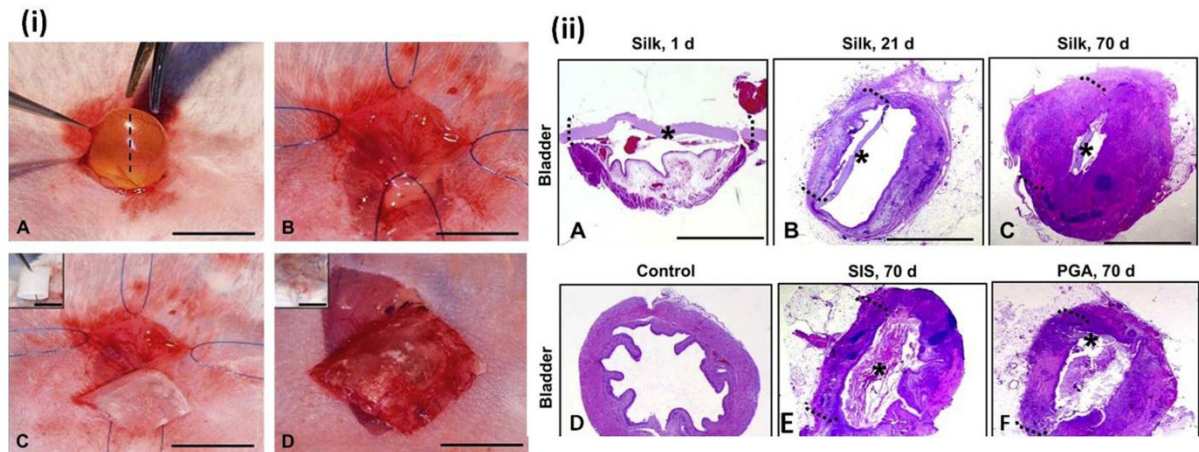 (i)
A
B
C
D
(ii)
Silk, 1 d
Silk, 21 d
Silk, 70 d
Bladder
A
B
C
Control
SIS, 70 d
PGA, 70 d
Bladder
D
E
F